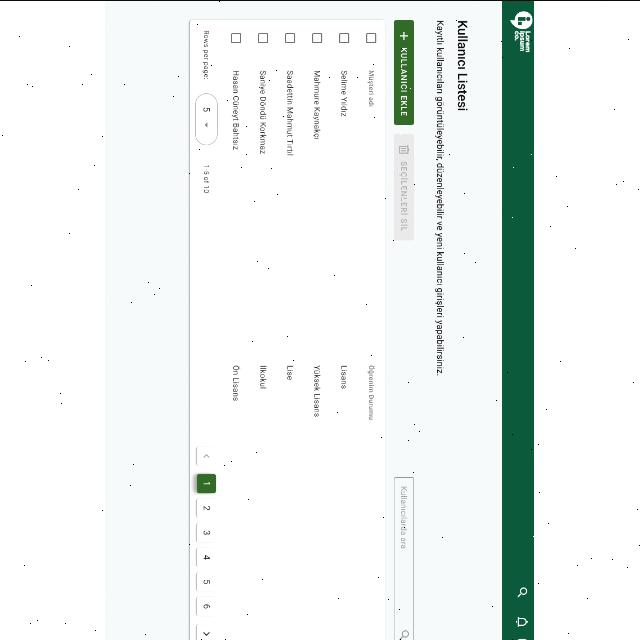 Lorem
ipsum
co.
Kullanıcı Listesi
Kayıtlı kullanıcıları görüntüleyebilir, düzenleyebilir ve yeni kullanıcı girişleri yapabilirsiniz.
+ KULLANICI EKLE
SEÇİLENLERİ SİL
Kullanıcılarda ara
Müşteri adı Öğrenim Durumu
Selime Yıldız Lisans
Mahmure Kaynakçı Yüksek Lisans
Saadettin Mahmut Tırtıl Lise
Saniye Döndü Korkmaz İlkokul
Hasan Cüneyt Bahtsız Ön Lisans
Rows per page: 5 1-5 of 10 1 2 3 4 5 6